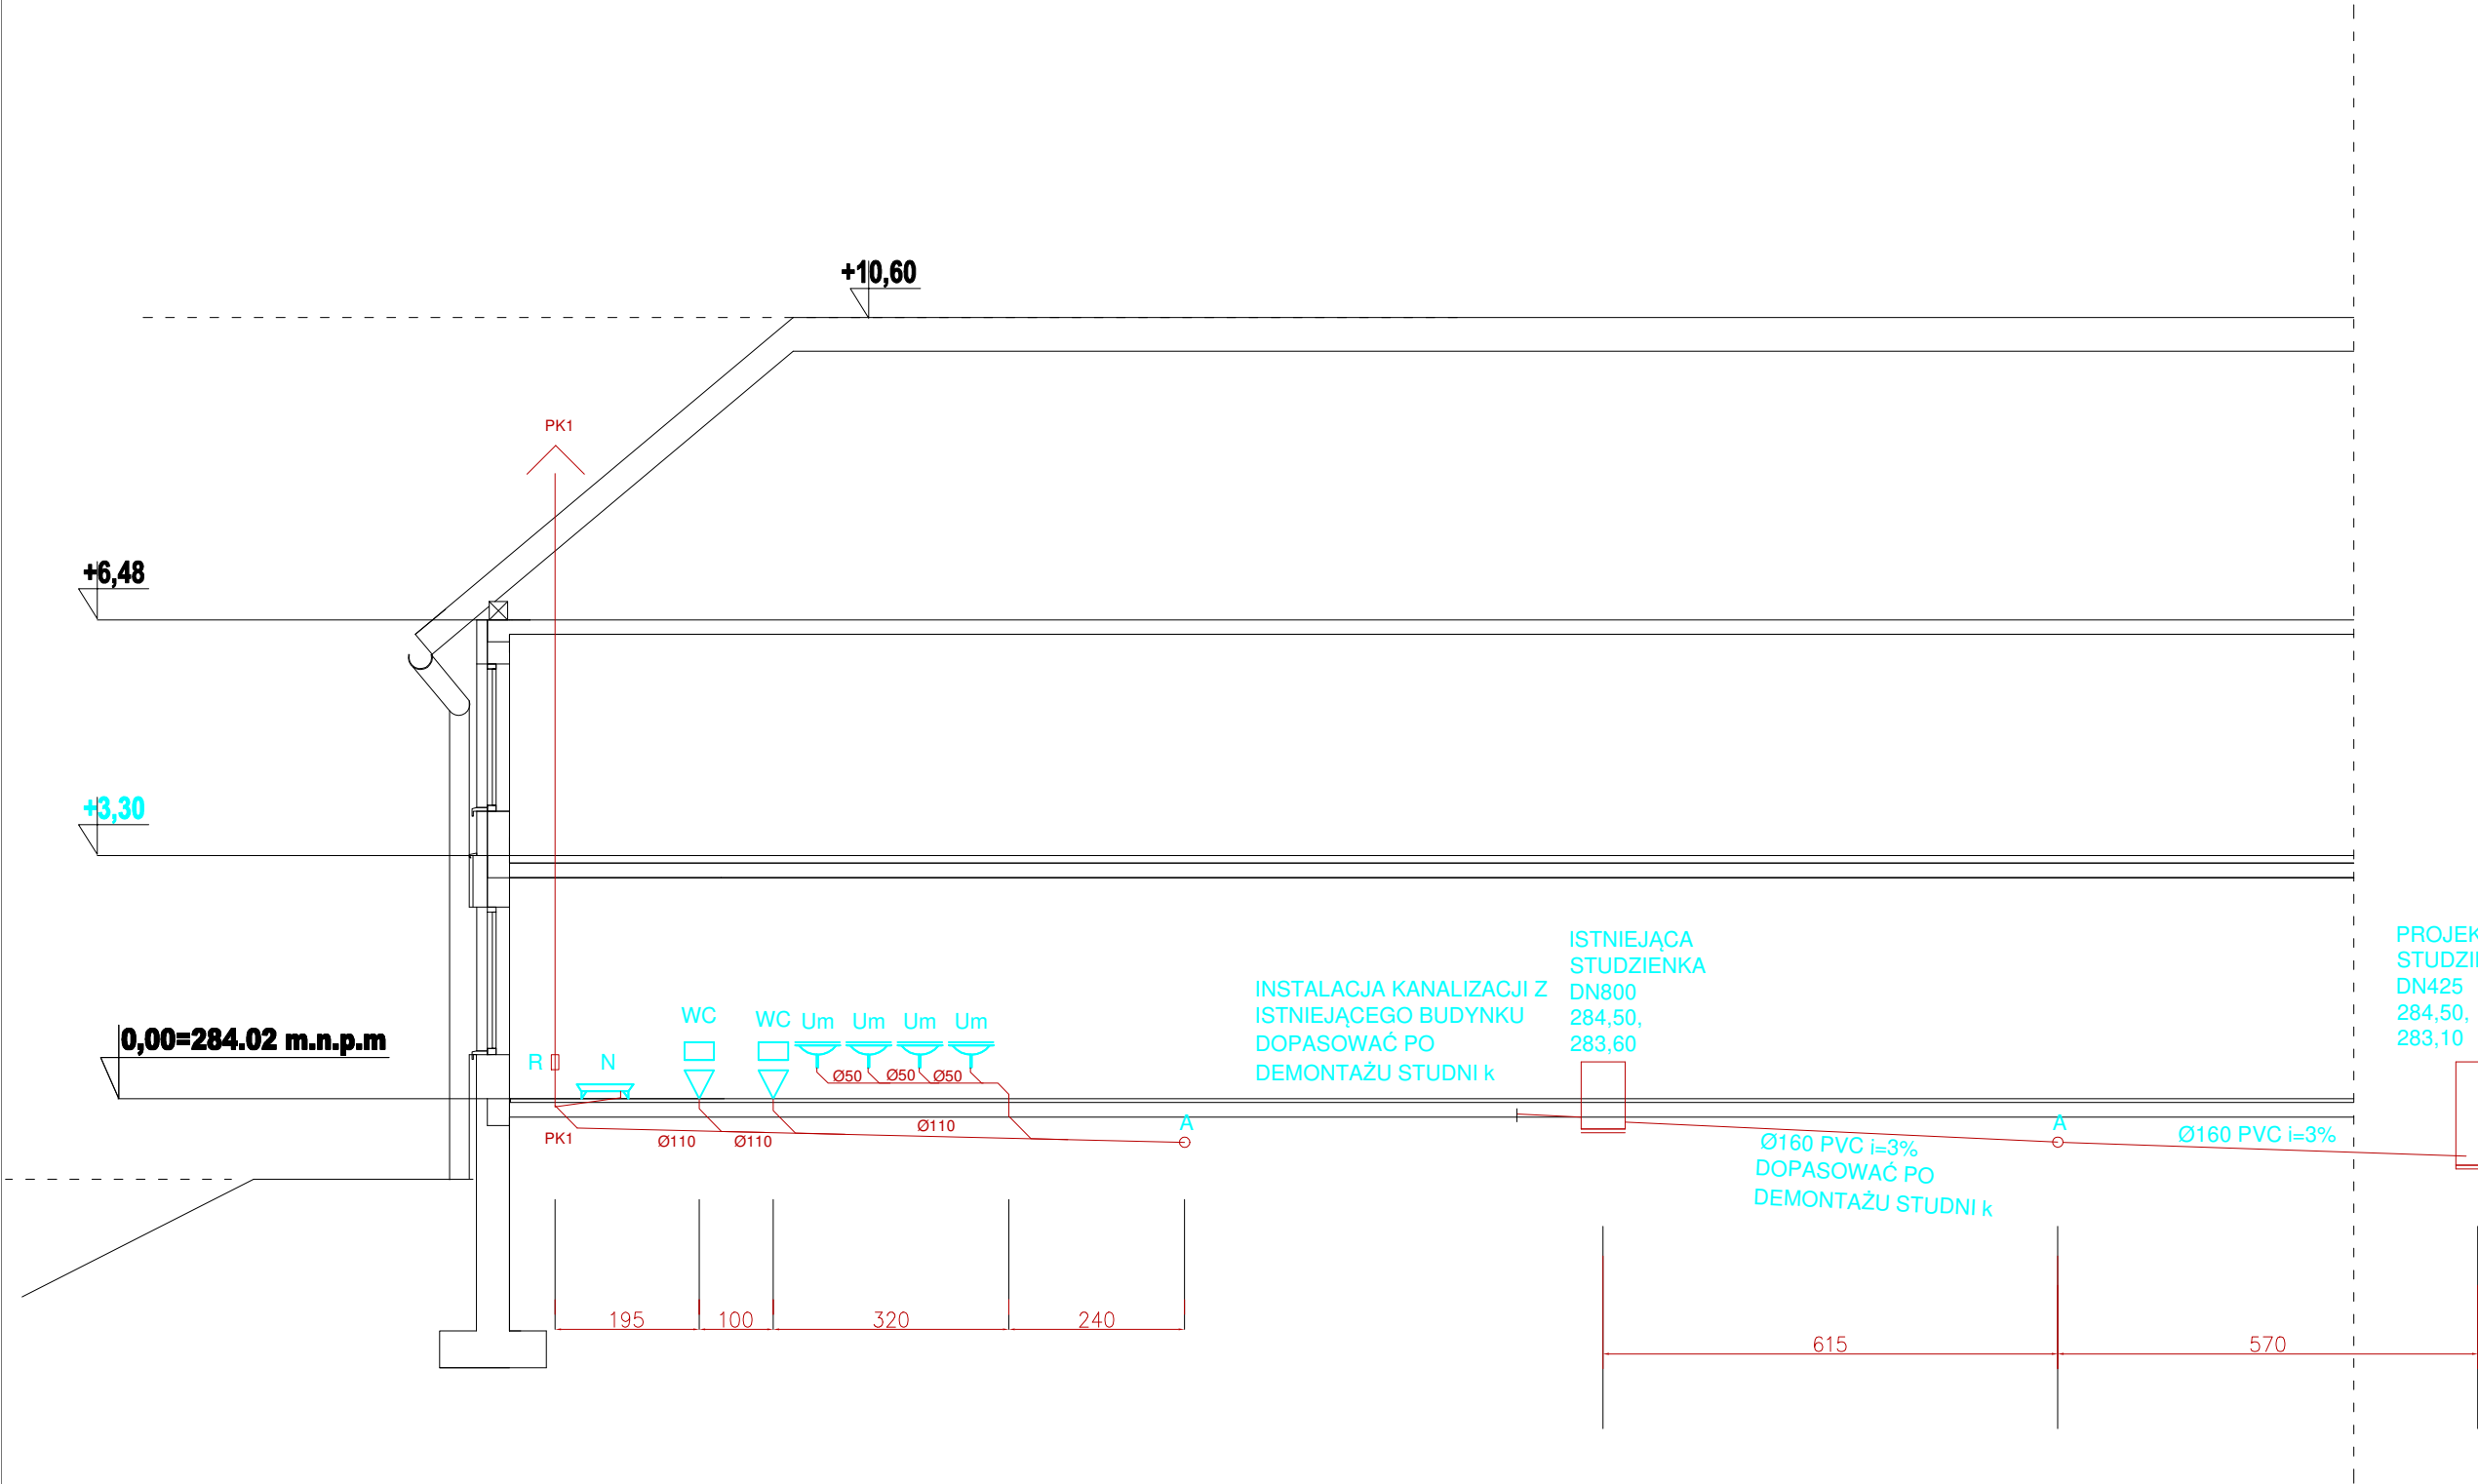 +10,60
PK1
+6,48
+3,30
0,00=284.02 m.n.p.m
R
N
WC
WC
Um
Um
Um
Um
Ø50
Ø50
Ø50
PK1
Ø110
Ø110
Ø110
A
INSTALACJA KANALIZACJI Z
ISTNIEJĄCEGO BUDYNKU
DOPASOWAĆ PO
DEMONTAŻU STUDNI k
ISTNIEJĄCA
STUDZIENKA
DN800
284,50,
283,60
A
Ø160 PVC i=3%
DOPASOWAĆ PO
DEMONTAŻU STUDNI k
Ø160 PVC i=3%
DN425
284,50,
283,10
195
100
320
240
615
570